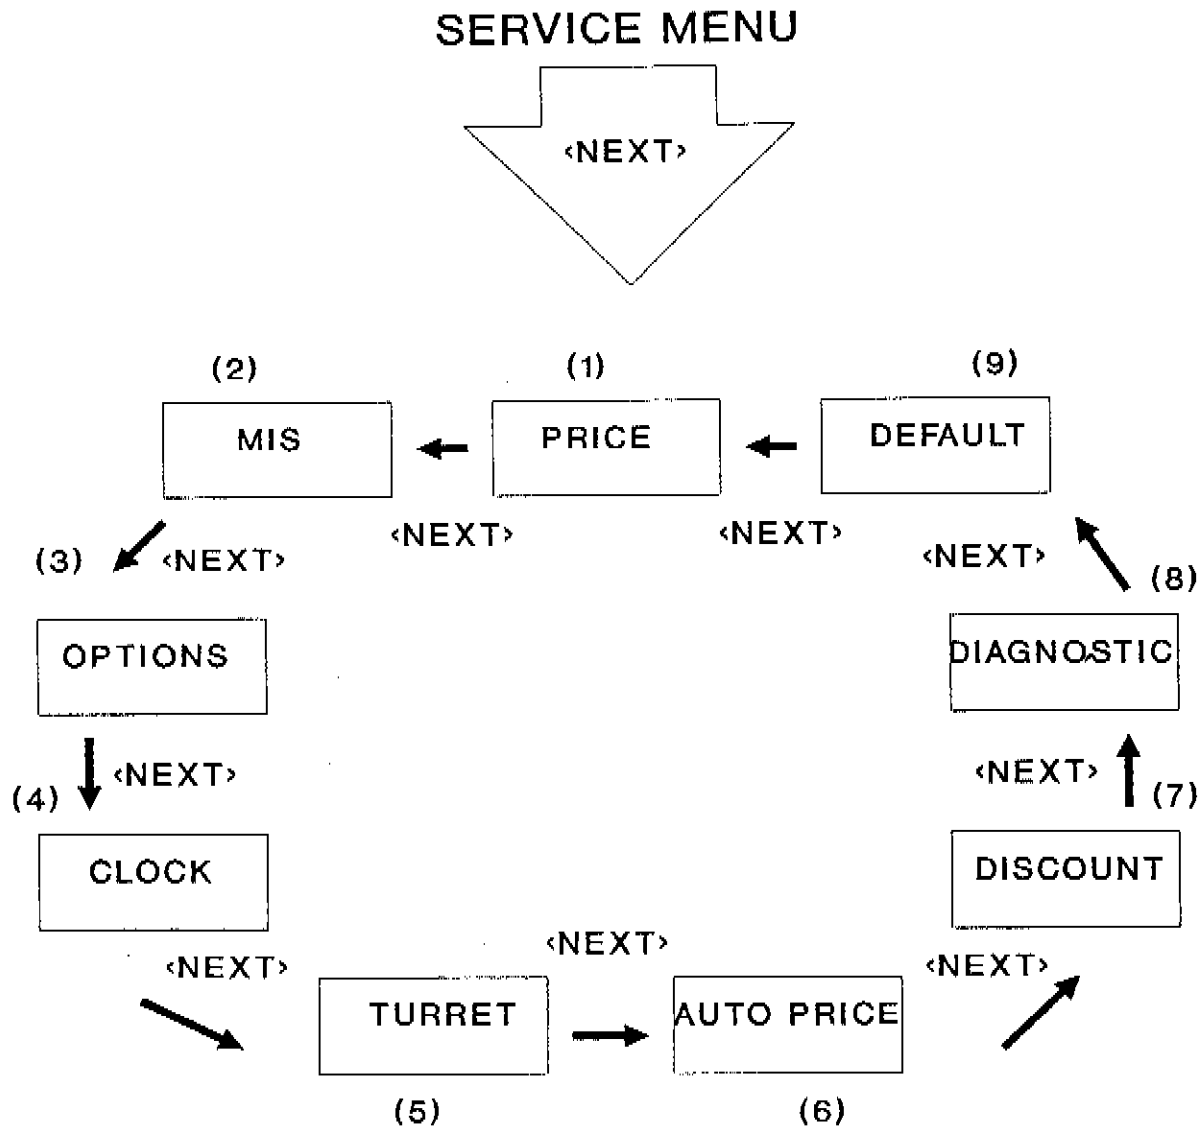 SERVICE MENU
‹NEXT›
(2) (1) (9)
MIS PRICE DEFAULT
‹NEXT› ‹NEXT›
(3) ‹NEXT› ‹NEXT› (8)
OPTIONS DIAGNOSTIC
‹NEXT› ‹NEXT›
(4) (7)
CLOCK DISCOUNT
‹NEXT› ‹NEXT› ‹NEXT›
TURRET AUTO PRICE
(5) (6)